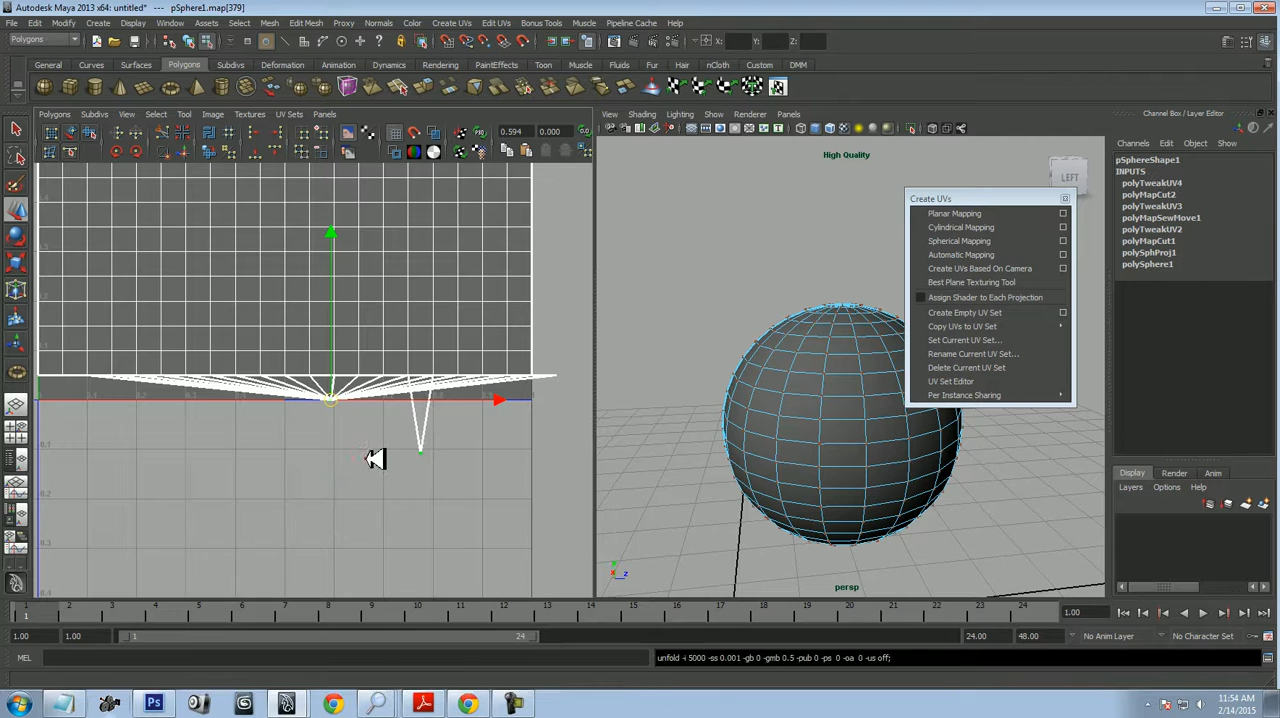 Autodesk Maya 2013 x64: untitled* --- pSphere1.map[379]
File Edit Modify Create Display Window Assets Select Mesh Edit Mesh Proxy Normals Color Create UVs Edit UVs Bonus Tools Muscle Pipeline Cache Help
Polygons X: Y: Z:
General Curves Surfaces Polygons Subdivs Deformation Animation Dynamics Rendering PaintEffects Toon Muscle Fluids Fur Hair nCloth Custom DMM
Polygons Subdivs View Select Tool Image Textures UV Sets Panels
0.594 0.000
View Shading Lighting Show Renderer Panels
High Quality
LEFT
Create UVs
Planar Mapping
Cylindrical Mapping
Spherical Mapping
Automatic Mapping
Create UVs Based On Camera
Best Plane Texturing Tool
Assign Shader to Each Projection
Create Empty UV Set
Copy UVs to UV Set
Set Current UV Set...
Rename Current UV Set...
Delete Current UV Set
UV Set Editor
Per Instance Sharing
persp
Channel Box / Layer Editor
Channels Edit Object Show
pSphereShape1
INPUTS
polyTweakUV4
polyMapCut2
polyTweakUV3
polyMapSewMove1
polyTweakUV2
polyMapCut1
polySphProj1
polySphere1
Display Render Anim
Layers Options Help
1 2 3 4 5 6 7 8 9 10 11 12 13 14 15 16 17 18 19 20 21 22 23 24
1 1.00
1.00 1.00 1 24 24.00 48.00 No Anim Layer No Character Set
MEL unfold -i 5000 -ss 0.001 -gb 0 -gmb 0.5 -pub 0 -ps 0 -oa 0 -us off;
11:54 AM
2/14/2015